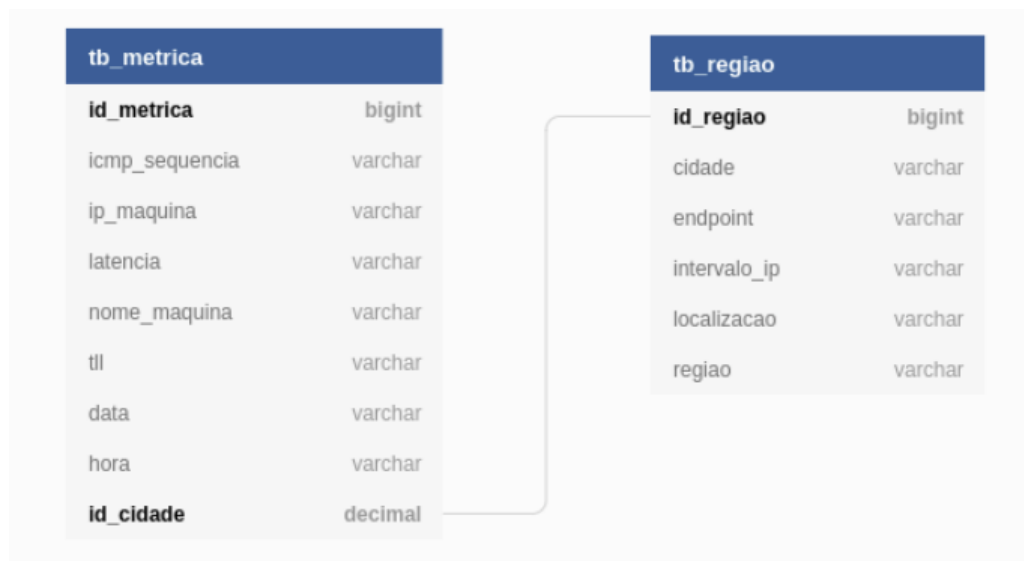 tb_metrica
id_metrica bigint
icmp_sequencia varchar
ip_maquina varchar
latencia varchar
nome_maquina varchar
tll varchar
data varchar
hora varchar
id_cidade decimal
tb_regiao
id_regiao bigint
cidade varchar
endpoint varchar
intervalo_ip varchar
localizacao varchar
regiao varchar